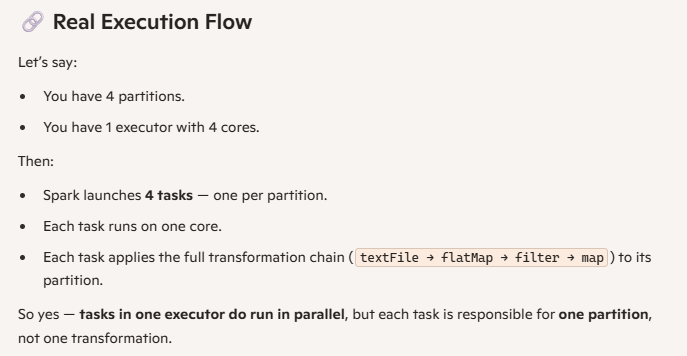 🔗 Real Execution Flow
Let's say:
• You have 4 partitions.
• You have 1 executor with 4 cores.
Then:
• Spark launches 4 tasks — one per partition.
• Each task runs on one core.
• Each task applies the full transformation chain (textFile → flatMap → filter → map) to its
partition.
So yes — tasks in one executor do run in parallel, but each task is responsible for one partition,
not one transformation.